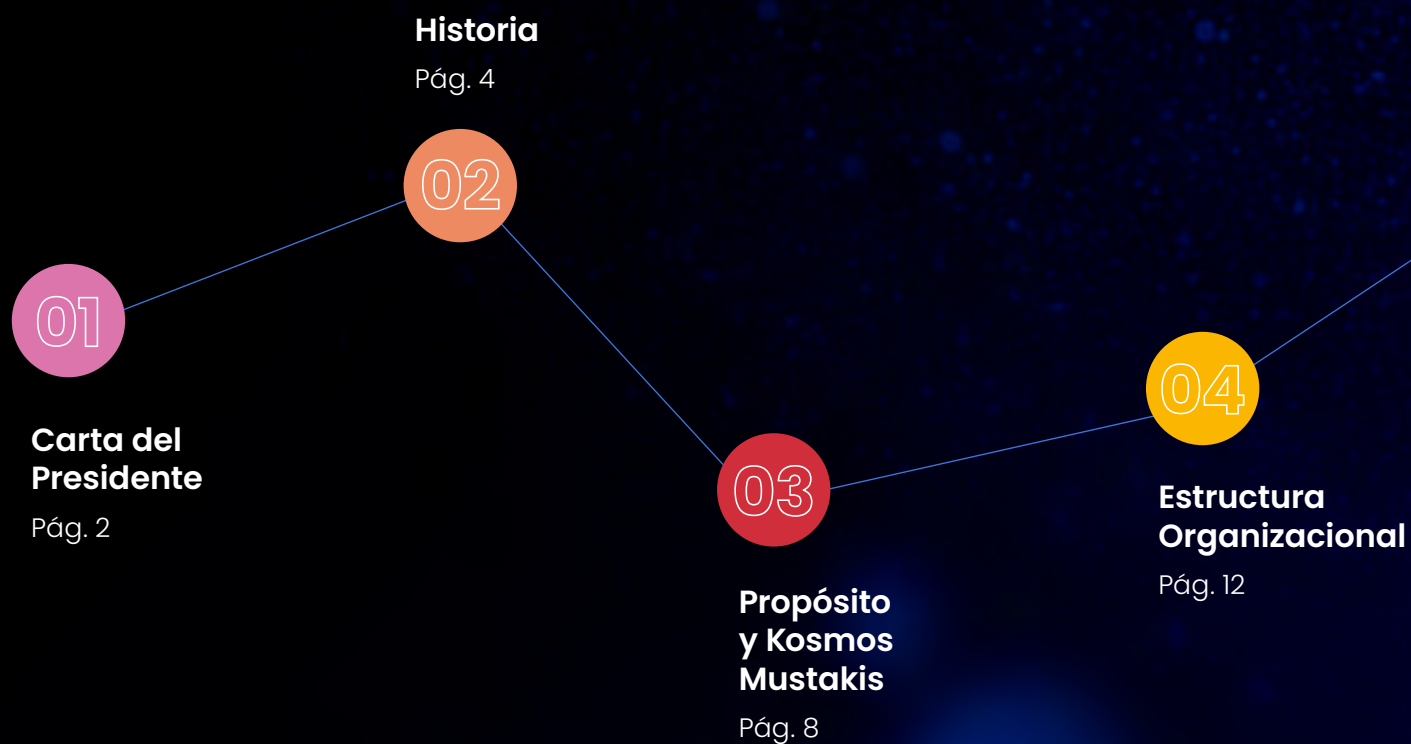 01
Carta del
Presidente
Pág. 2
Historia
Pág. 4
02
03
Propósito
y Kosmos
Mustakis
Pág. 8
04
Estructura
Organizacional
Pág. 12